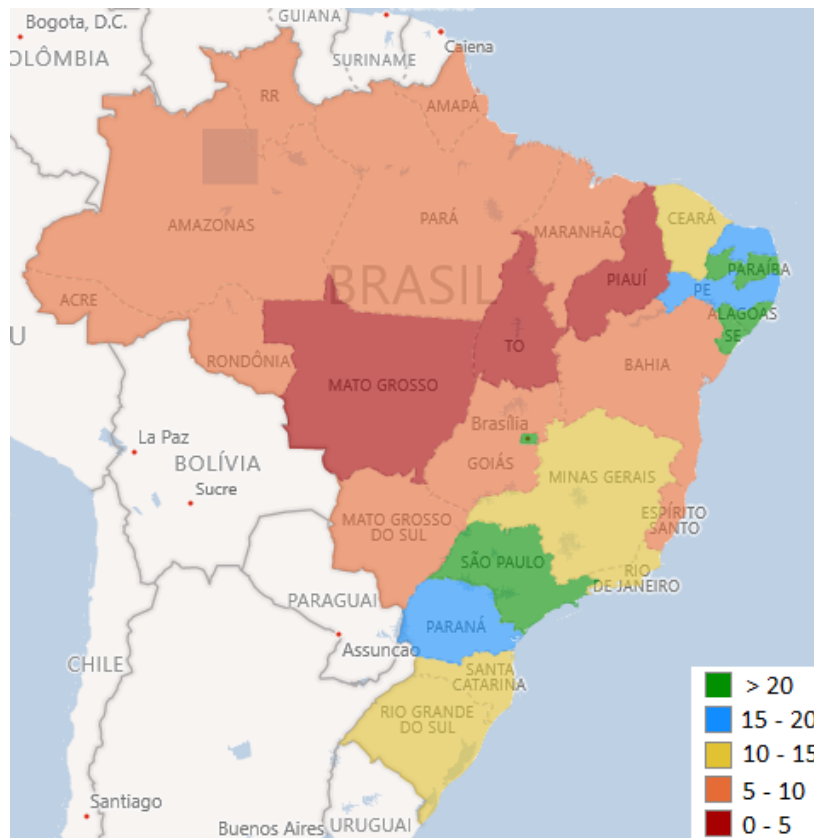 GUIANA
Bogota, D.C.
OLÔMBIA
SURINAME
Caiena
RR
AMAPÁ
AMAZONAS
PARÁ
MARANHÃO
CEARÁ
BRASIL
PIAUÍ
PARAÍBA
PE
ACRE
ALAGOAS
SE
U
RONDÔNIA
TO
MATO GROSSO
BAHIA
Brasília
La Paz
BOLÍVIA
GOIÁS
MINAS GERAIS
Sucre
MATO GROSSO
DO SUL
ESPÍRITO
SANTO
SÃO PAULO
RIO
DE JANEIRO
PARAGUAI
PARANÁ
Assuncao
CHILE
SANTA
CATARINA
RIO GRANDE
DO SUL
Santiago
Buenos Aires
URUGUAI
> 20
15 - 20
10 - 15
5 - 10
0 - 5